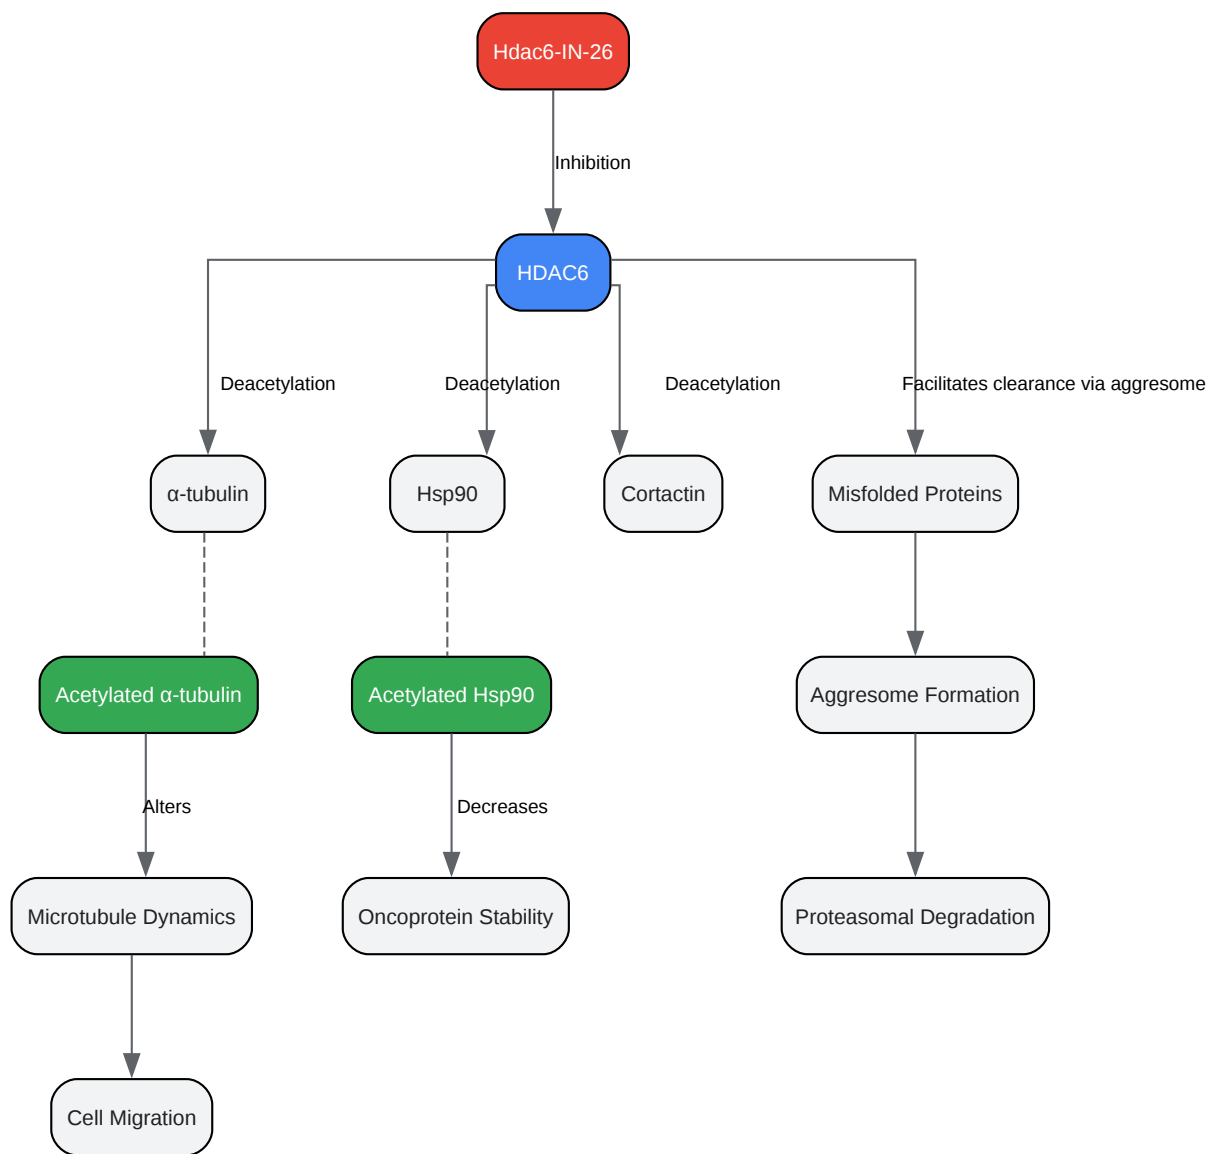 Hdac6-IN-26
Inhibition
HDAC6
Deacetylation
Deacetylation
Deacetylation
Facilitates clearance via aggresome
α-tubulin
Hsp90
Cortactin
Misfolded Proteins
Acetylated α-tubulin
Acetylated Hsp90
Aggresome Formation
Alters
Decreases
Microtubule Dynamics
Oncoprotein Stability
Proteasomal Degradation
Cell Migration